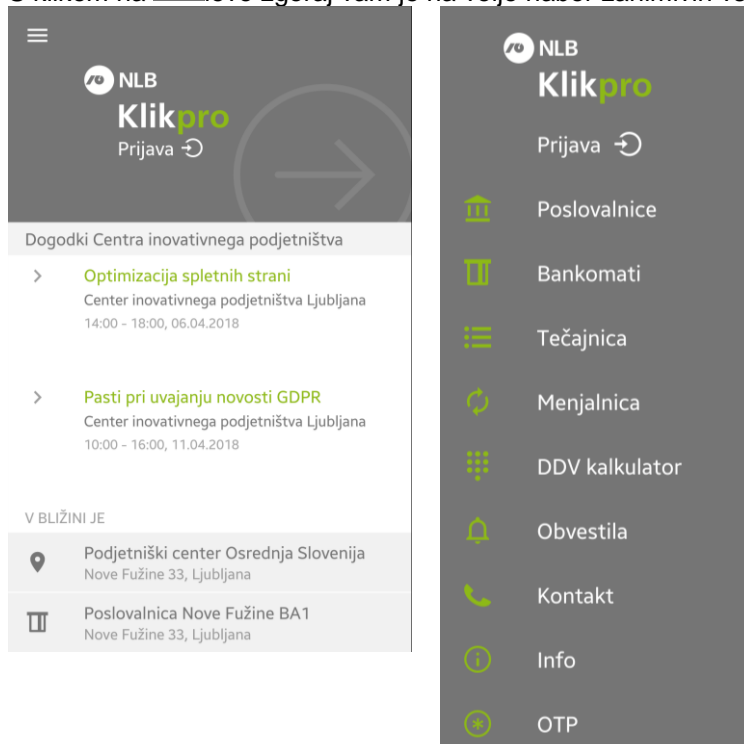 NLB
Klikpro
Prijava
Dogodki Centra inovativnega podjetništva
Optimizacija spletnih strani
Center inovativnega podjetništva Ljubljana
14:00 - 18:00, 06.04.2018
Pasti pri uvajanju novosti GDPR
Center inovativnega podjetništva Ljubljana
10:00 - 16:00, 11.04.2018
V BLIŽINI JE
Podjetniški center Osrednja Slovenija
Nove Fužine 33, Ljubljana
Poslovalnica Nove Fužine BA1
Nove Fužine 33, Ljubljana
NLB
Klikpro
Prijava
Poslovalnice
Bankomati
Tečajnica
Menjalnica
DDV kalkulator
Obvestila
Kontakt
Info
OTP